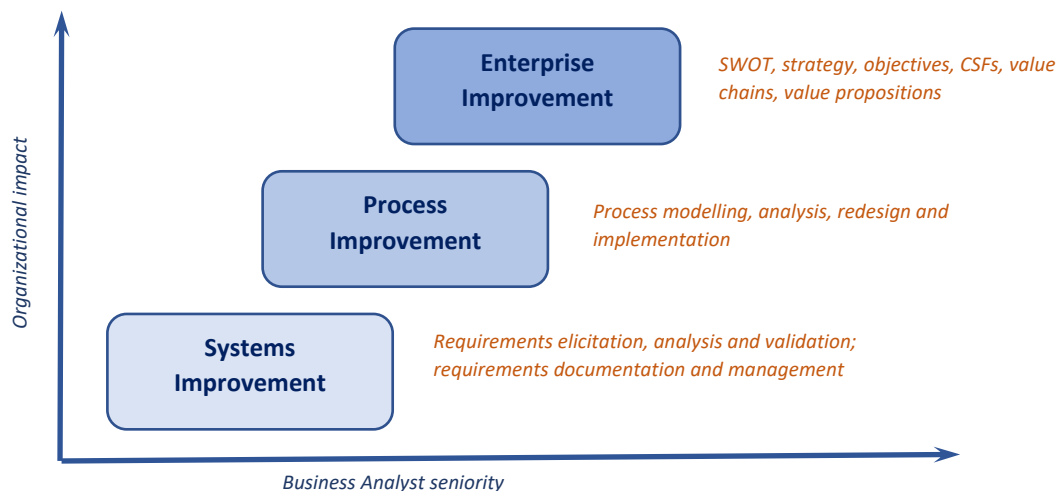 Enterprise
Improvement
SWOT, strategy, objectives, CSFs, value
chains, value propositions
Organizational impact
Process
Improvement
Process modelling, analysis, redesign and
implementation
Systems
Improvement
Requirements elicitation, analysis and validation;
requirements documentation and management
Business Analyst seniority